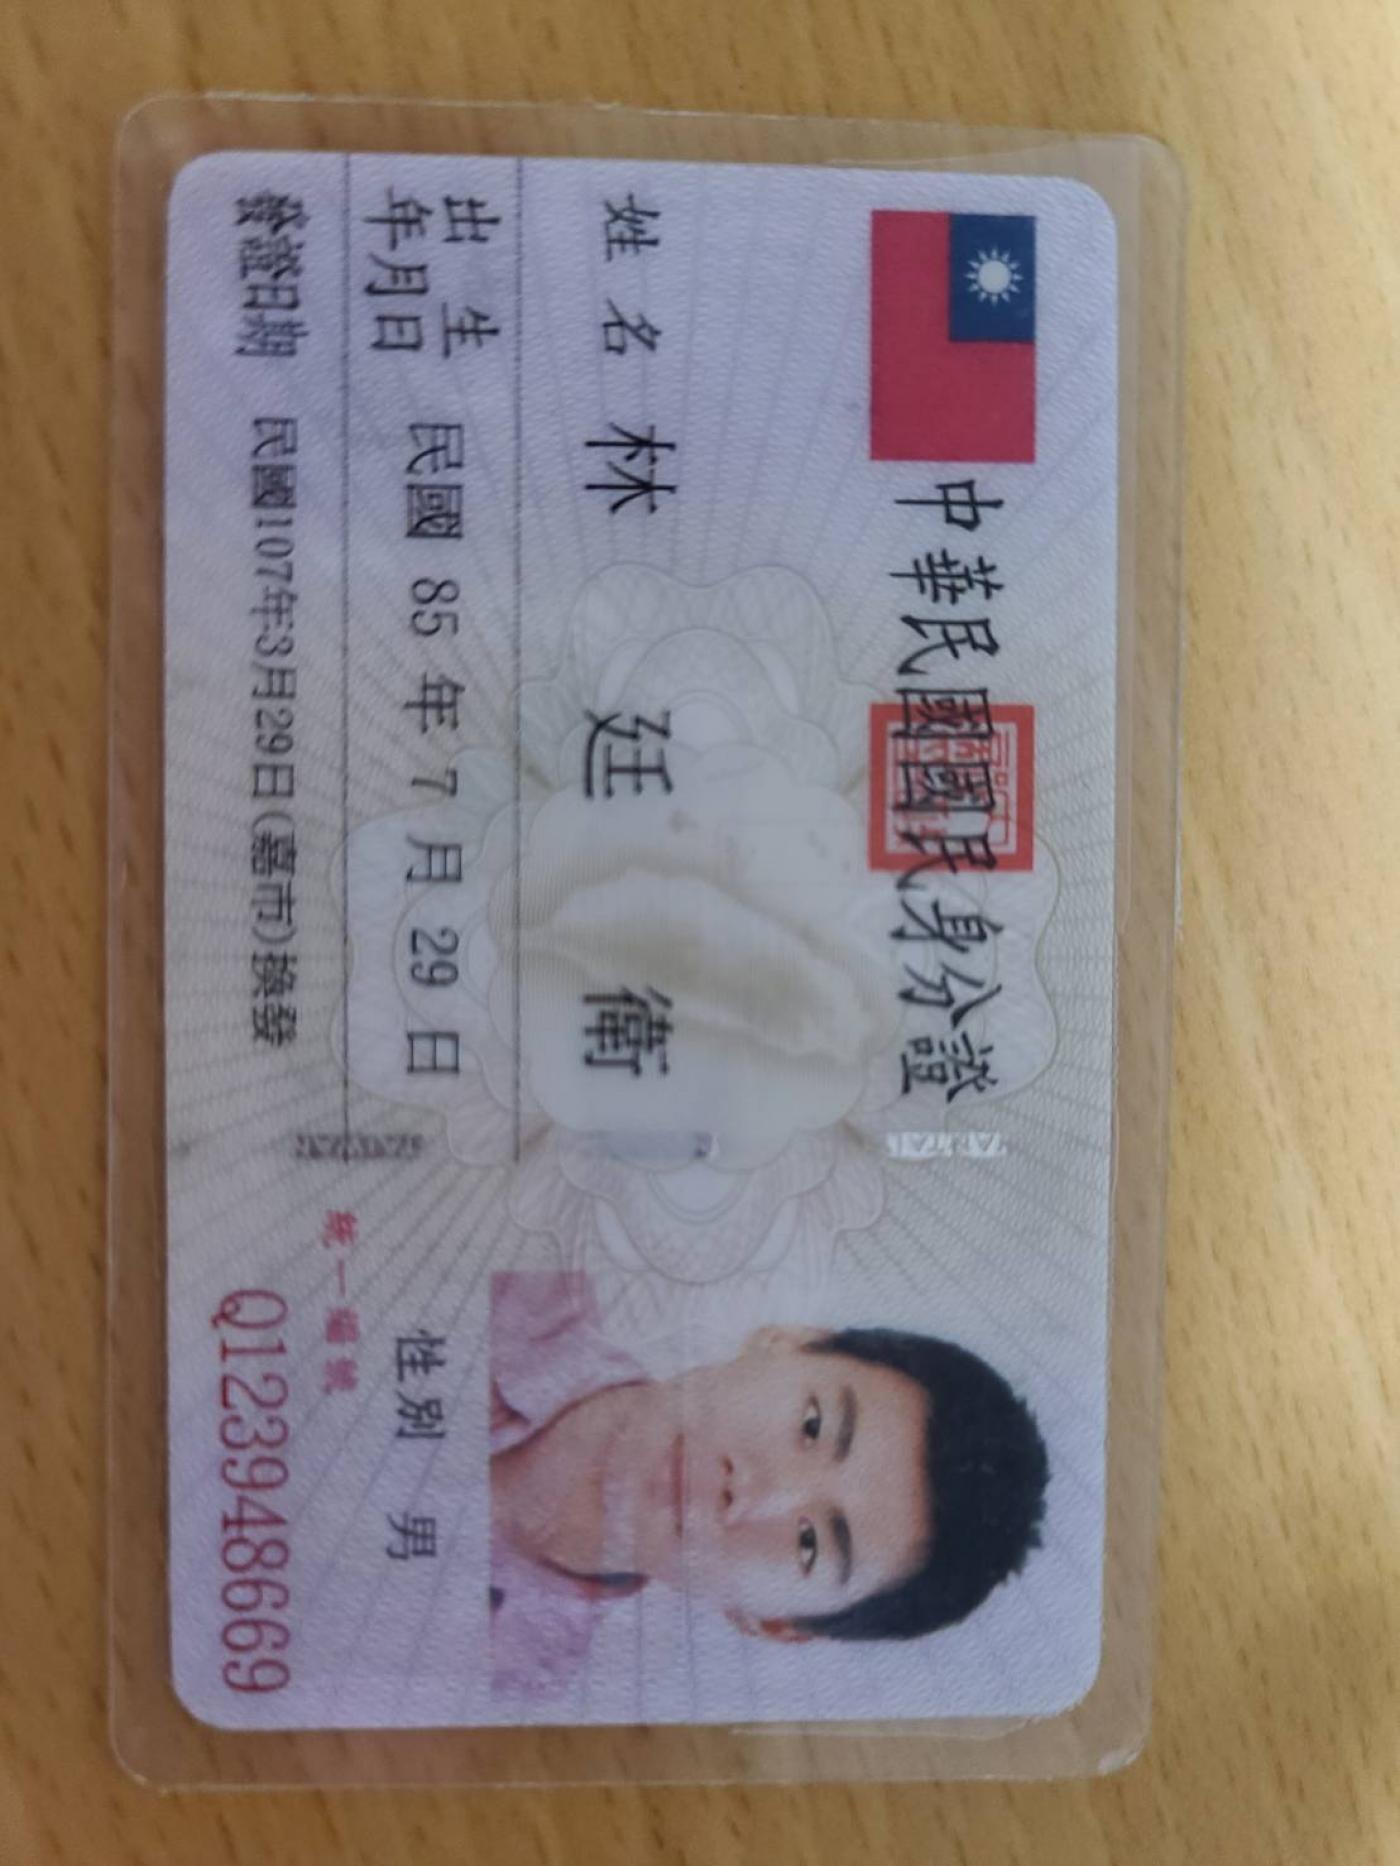 中華民國國民身分證
姓名 林廷衛
出生年月日 民國 85 年 7 月 29 日
性別 男
發證日期 民國107年3月29日(嘉市)換發
統一編號
Q123948669